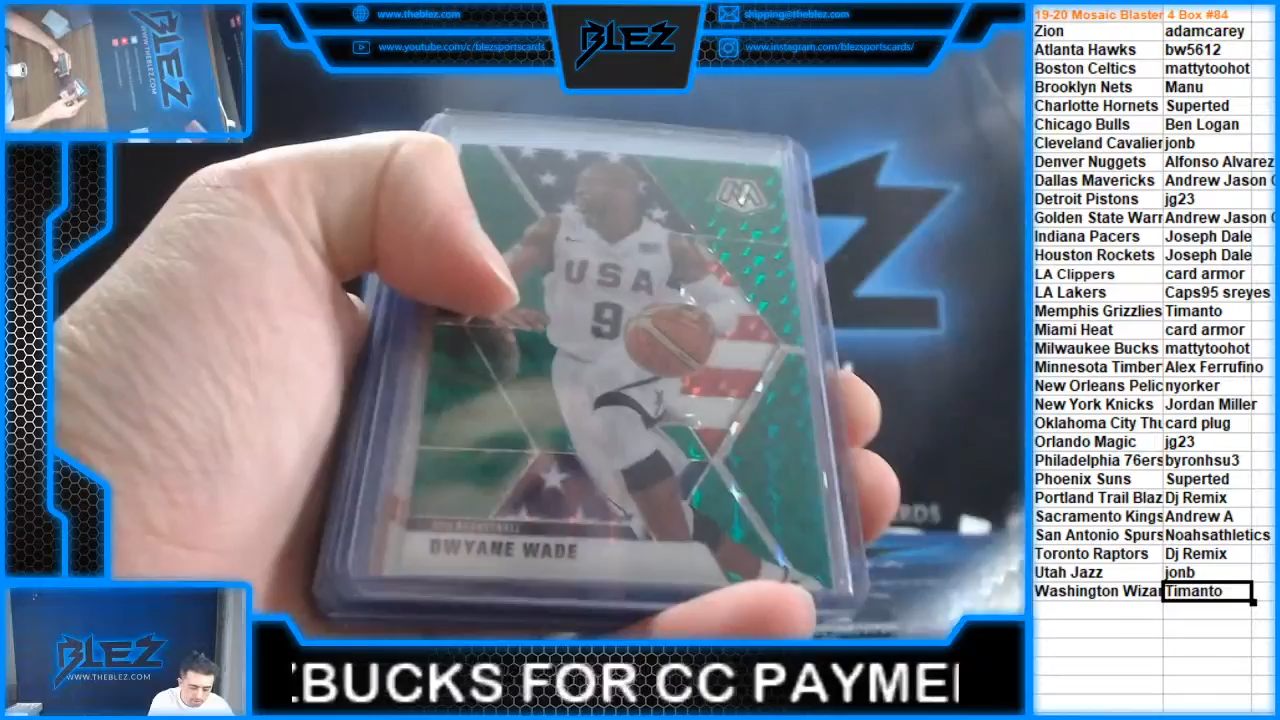 www.theblez.com
shipping@theblez.com
www.youtube.com/c/blezsportscards
www.instagram.com/blezsportscards/
BLEZ
BLEZ
WWW.THEBLEZ.COM
USA
9
DWYANE WADE
BLEZ
WWW.THEBLEZ.COM
ZBUCKS FOR CC PAYME
19-20 Mosaic Blaster 4 Box #84
Zion adamcarey
Atlanta Hawks bw5612
Boston Celtics mattytoohot
Brooklyn Nets Manu
Charlotte Hornets Superted
Chicago Bulls Ben Logan
Cleveland Cavalier jonb
Denver Nuggets Alfonso Alvarez
Dallas Mavericks Andrew Jason
Detroit Pistons jg23
Golden State Warr Andrew Jason
Indiana Pacers Joseph Dale
Houston Rockets Joseph Dale
LA Clippers card armor
LA Lakers Caps95 sreyes
Memphis Grizzlies Timanto
Miami Heat card armor
Milwaukee Bucks mattytoohot
Minnesota Timber Alex Ferrufino
New Orleans Pelic nyorker
New York Knicks Jordan Miller
Oklahoma City Thu card plug
Orlando Magic jg23
Philadelphia 76ers byronhsu3
Phoenix Suns Superted
Portland Trail Blaz Dj Remix
Sacramento Kings Andrew A
San Antonio Spurs Noahsathletics
Toronto Raptors Dj Remix
Utah Jazz jonb
Washington Wizar Timanto